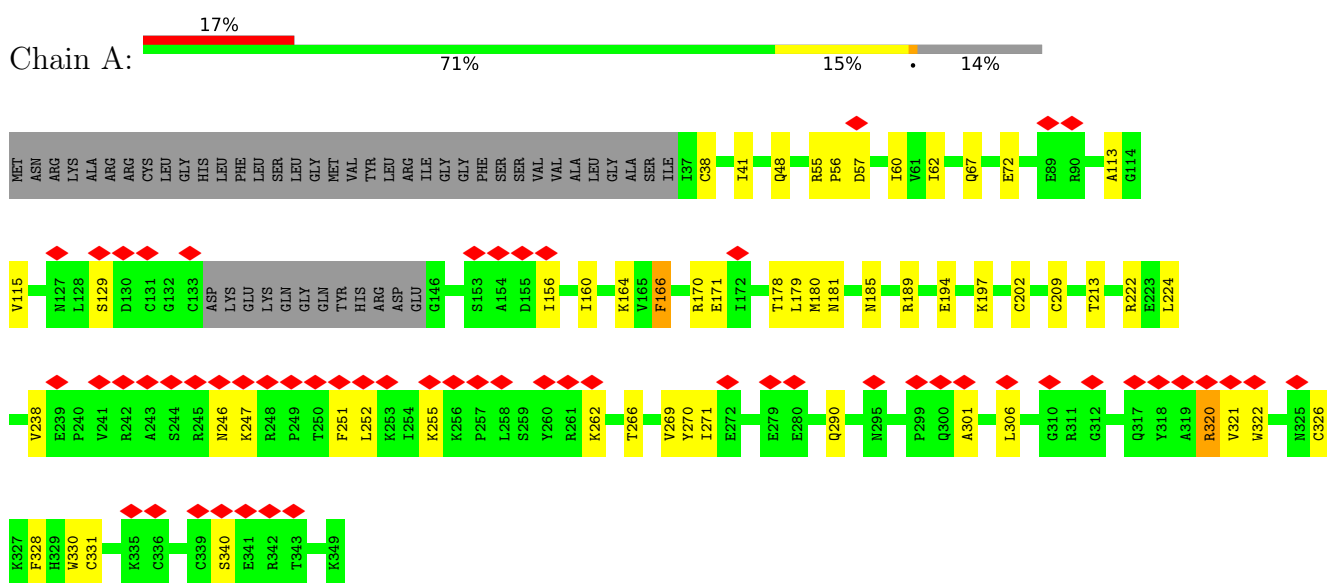 17%
Chain A:
71% 15% • 14%
MET ASN ARG LYS ALA ARG ARG CYS LEU GLY HIS LEU PHE LEU SER LEU GLY MET VAL TYR LEU ARG ILE GLY GLY PHE SER SER VAL VAL ALA LEU GLY ALA SER ILE I37 C38 I41 Q48 R55 P56 D57 I60 V61 I62 Q67 E72 E89 R90 A113 G114
V115 N127 L128 S129 D130 C131 G132 C133 ASP LYS GLU LYS GLN GLY GLN TYR HIS ARG ASP GLU G146 S153 A154 D155 I156 I160 K164 V165 F166 R170 E171 I172 T178 L179 M180 N181 N185 R189 E194 K197 C202 C209 T213 R222 E223 L224
V238 E239 P240 V241 R242 A243 S244 R245 N246 K247 R248 P249 T250 F251 L252 K253 I254 K255 K256 P257 L258 S259 Y260 R261 K262 T266 V269 Y270 I271 E272 E279 E280 Q290 N295 P299 Q300 A301 L306 G310 R311 G312 Q317 Y318 A319 R320 V321 W322 N325 C326
K327 F328 H329 W330 C331 K335 C336 C339 S340 E341 R342 T343 K349